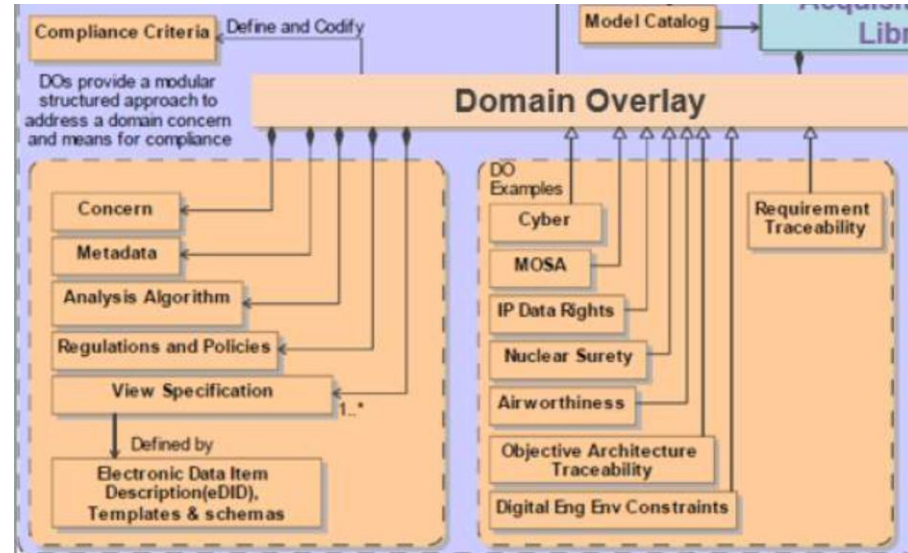 Compliance Criteria
Define and Codify
Model Catalog
DOs provide a modular
structured approach to
address a domain concern
and means for compliance
Domain Overlay
Concern
Metadata
Analysis Algorithm
Regulations and Policies
View Specification
1..*
Defined by
Electronic Data Item
Description(eDID),
Templates & schemas
DO
Examples
Cyber
MOSA
IP Data Rights
Nuclear Surety
Airworthiness
Objective Architecture
Traceability
Digital Eng Env Constraints
Requirement
Traceability